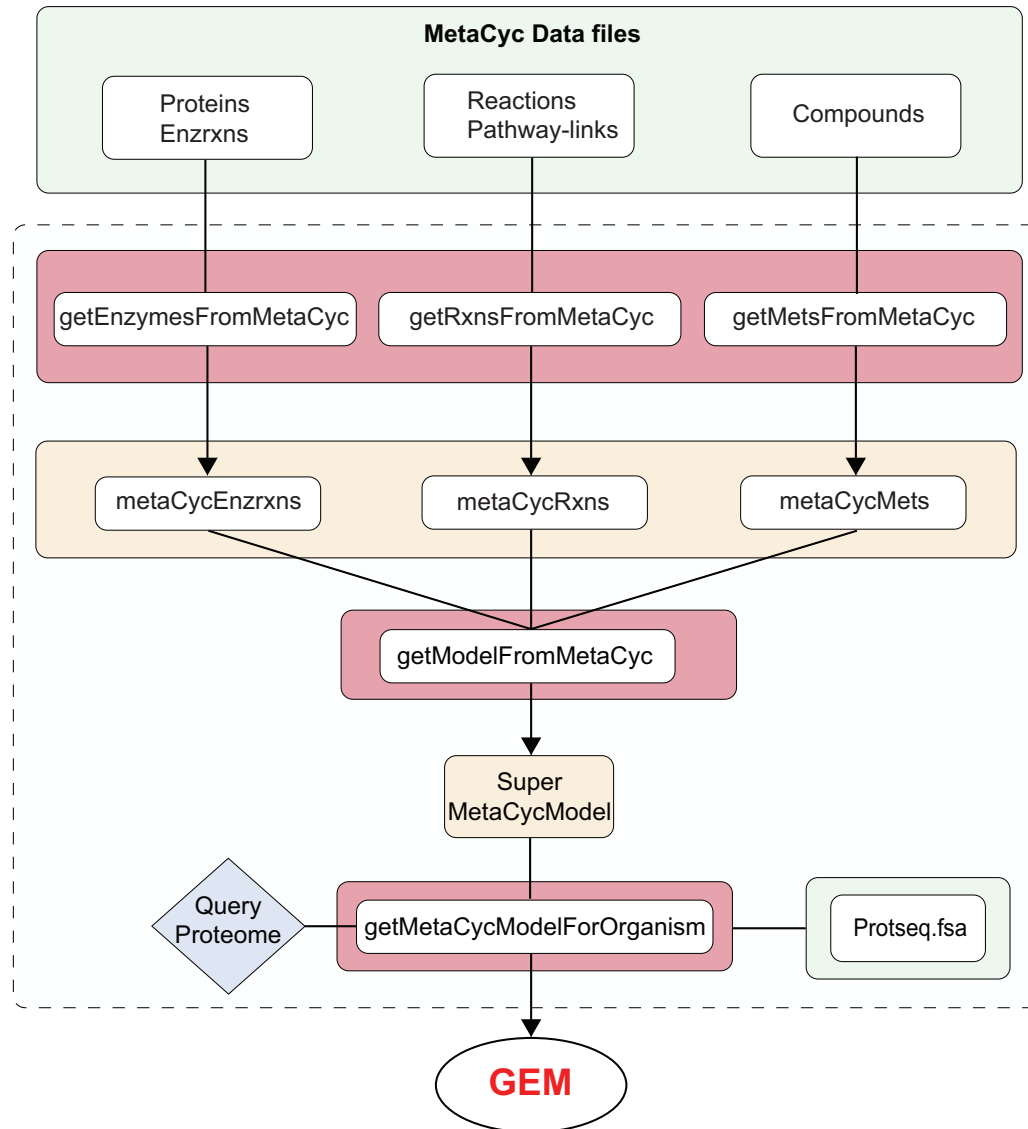 MetaCyc Data files
Proteins
Enzrxns
Reactions
Pathway-links
Compounds
getEnzymesFromMetaCyc
getRxnsFromMetaCyc
getMetsFromMetaCyc
metaCycEnzrxns
metaCycRxns
metaCycMets
getModelFromMetaCyc
Super
MetaCycModel
Query
Proteome
getMetaCycModelForOrganism
Protseq.fsa
GEM